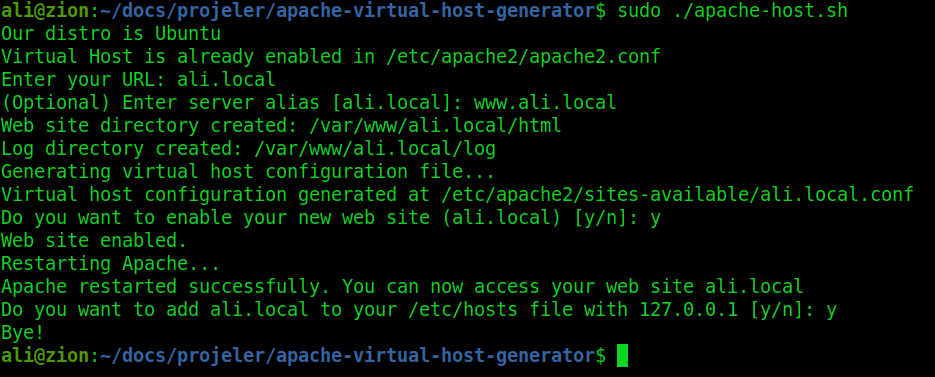 ali@zion:~/docs/projeler/apache-virtual-host-generator$ sudo ./apache-host.sh
Our distro is Ubuntu
Virtual Host is already enabled in /etc/apache2/apache2.conf
Enter your URL: ali.local
(Optional) Enter server alias [ali.local]: www.ali.local
Web site directory created: /var/www/ali.local/html
Log directory created: /var/www/ali.local/log
Generating virtual host configuration file...
Virtual host configuration generated at /etc/apache2/sites-available/ali.local.conf
Do you want to enable your new web site (ali.local) [y/n]: y
Web site enabled.
Restarting Apache...
Apache restarted successfully. You can now access your web site ali.local
Do you want to add ali.local to your /etc/hosts file with 127.0.0.1 [y/n]: y
Bye!
ali@zion:~/docs/projeler/apache-virtual-host-generator$